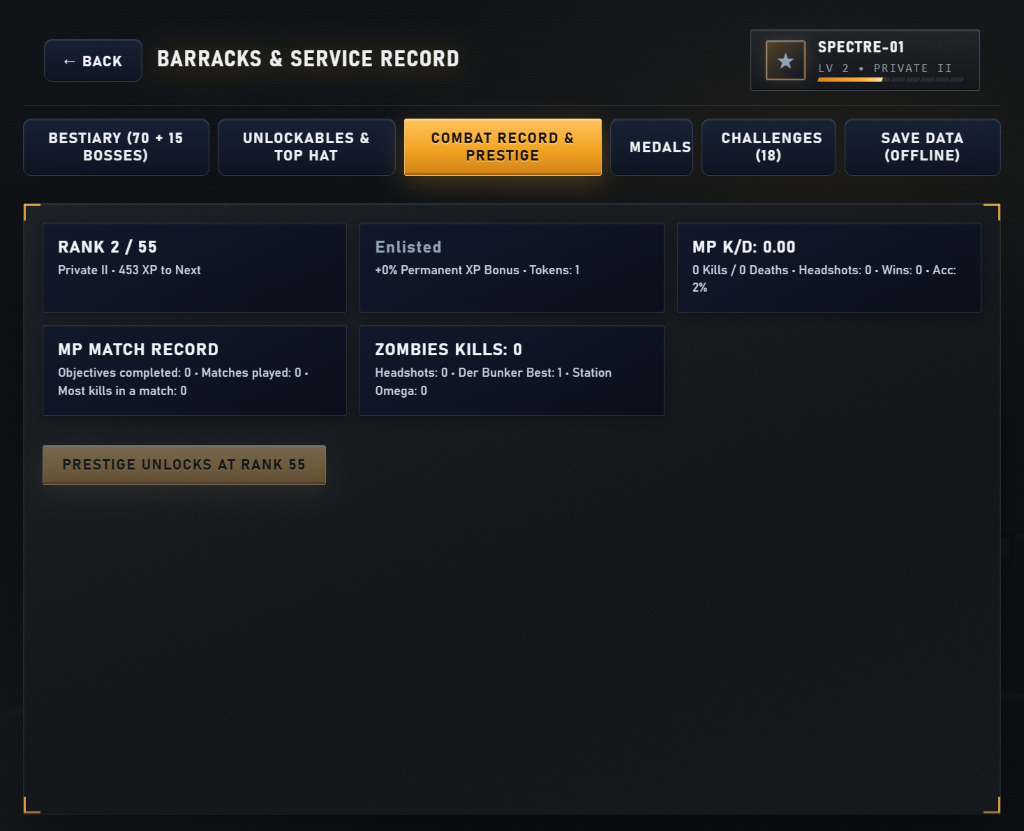 ← BACK
BARRACKS & SERVICE RECORD
SPECTRE-01
LV 2 • PRIVATE II
BESTIARY (70 + 15
BOSSES)
UNLOCKABLES &
TOP HAT
COMBAT RECORD &
PRESTIGE
MEDALS
CHALLENGES
(18)
SAVE DATA
(OFFLINE)
RANK 2 / 55
Private II • 453 XP to Next
Enlisted
+0% Permanent XP Bonus • Tokens: 1
MP K/D: 0.00
0 Kills / 0 Deaths • Headshots: 0 • Wins: 0 • Acc:
2%
MP MATCH RECORD
Objectives completed: 0 • Matches played: 0 •
Most kills in a match: 0
ZOMBIES KILLS: 0
Headshots: 0 • Der Bunker Best: 1 • Station
Omega: 0
PRESTIGE UNLOCKS AT RANK 55